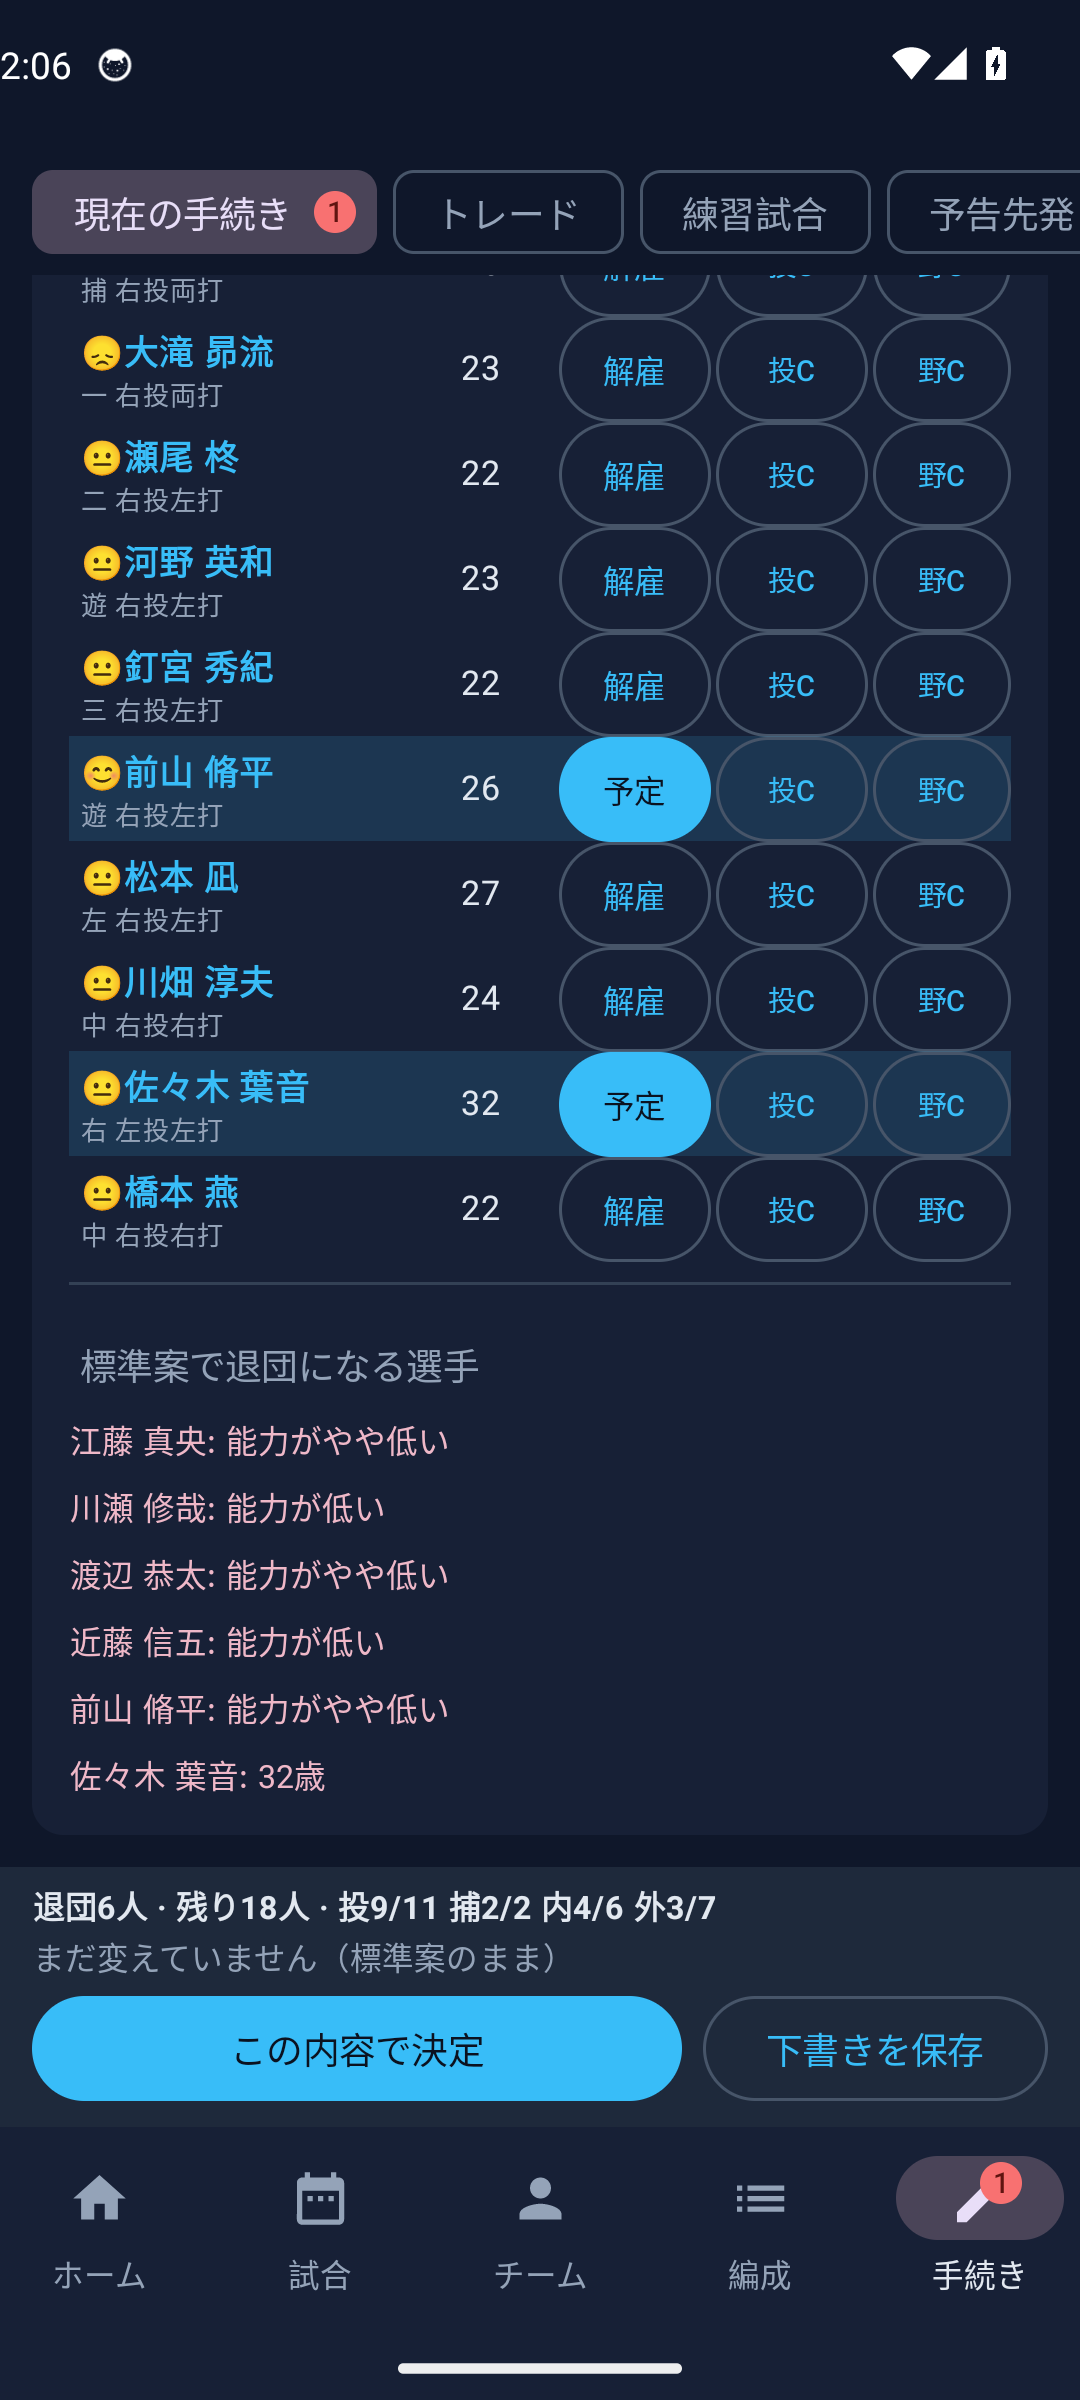 2:06
現在の手続き 1 トレード 練習試合 予告先発
捕 右投両打
大滝 昴流 23 解雇 投C 野C
一 右投両打
瀬尾 柊 22 解雇 投C 野C
二 右投左打
河野 英和 23 解雇 投C 野C
遊 右投左打
釘宮 秀紀 22 解雇 投C 野C
三 右投左打
前山 脩平 26 予定 投C 野C
遊 右投左打
松本 凪 27 解雇 投C 野C
左 右投左打
川畑 淳夫 24 解雇 投C 野C
中 右投右打
佐々木 葉音 32 予定 投C 野C
右 左投左打
橋本 燕 22 解雇 投C 野C
中 右投右打
標準案で退団になる選手
江藤 真央: 能力がやや低い
川瀬 修哉: 能力が低い
渡辺 恭太: 能力がやや低い
近藤 信五: 能力が低い
前山 脩平: 能力がやや低い
佐々木 葉音: 32歳
退団6人 · 残り18人 · 投9/11 捕2/2 内4/6 外3/7
まだ変えていません（標準案のまま）
この内容で決定 下書きを保存
1
ホーム 試合 チーム 編成 手続き